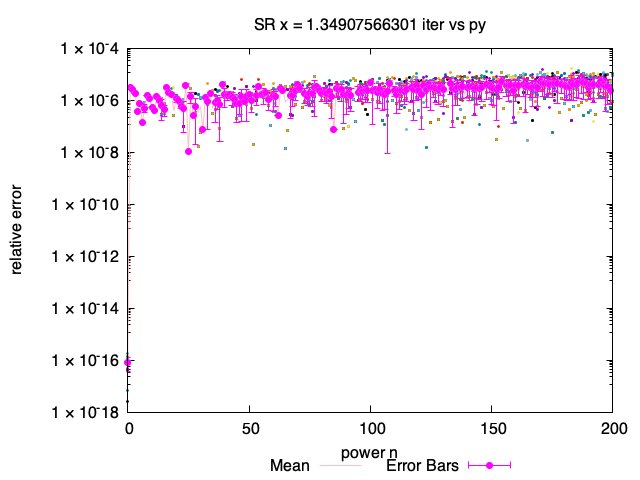 SR x = 1.34907566301 iter vs py
1 × 10⁻⁴
1 × 10⁻⁶
1 × 10⁻⁸
1 × 10⁻¹⁰
1 × 10⁻¹²
1 × 10⁻¹⁴
1 × 10⁻¹⁶
1 × 10⁻¹⁸
relative error
0 50 100 150 200
power n
Mean Error Bars